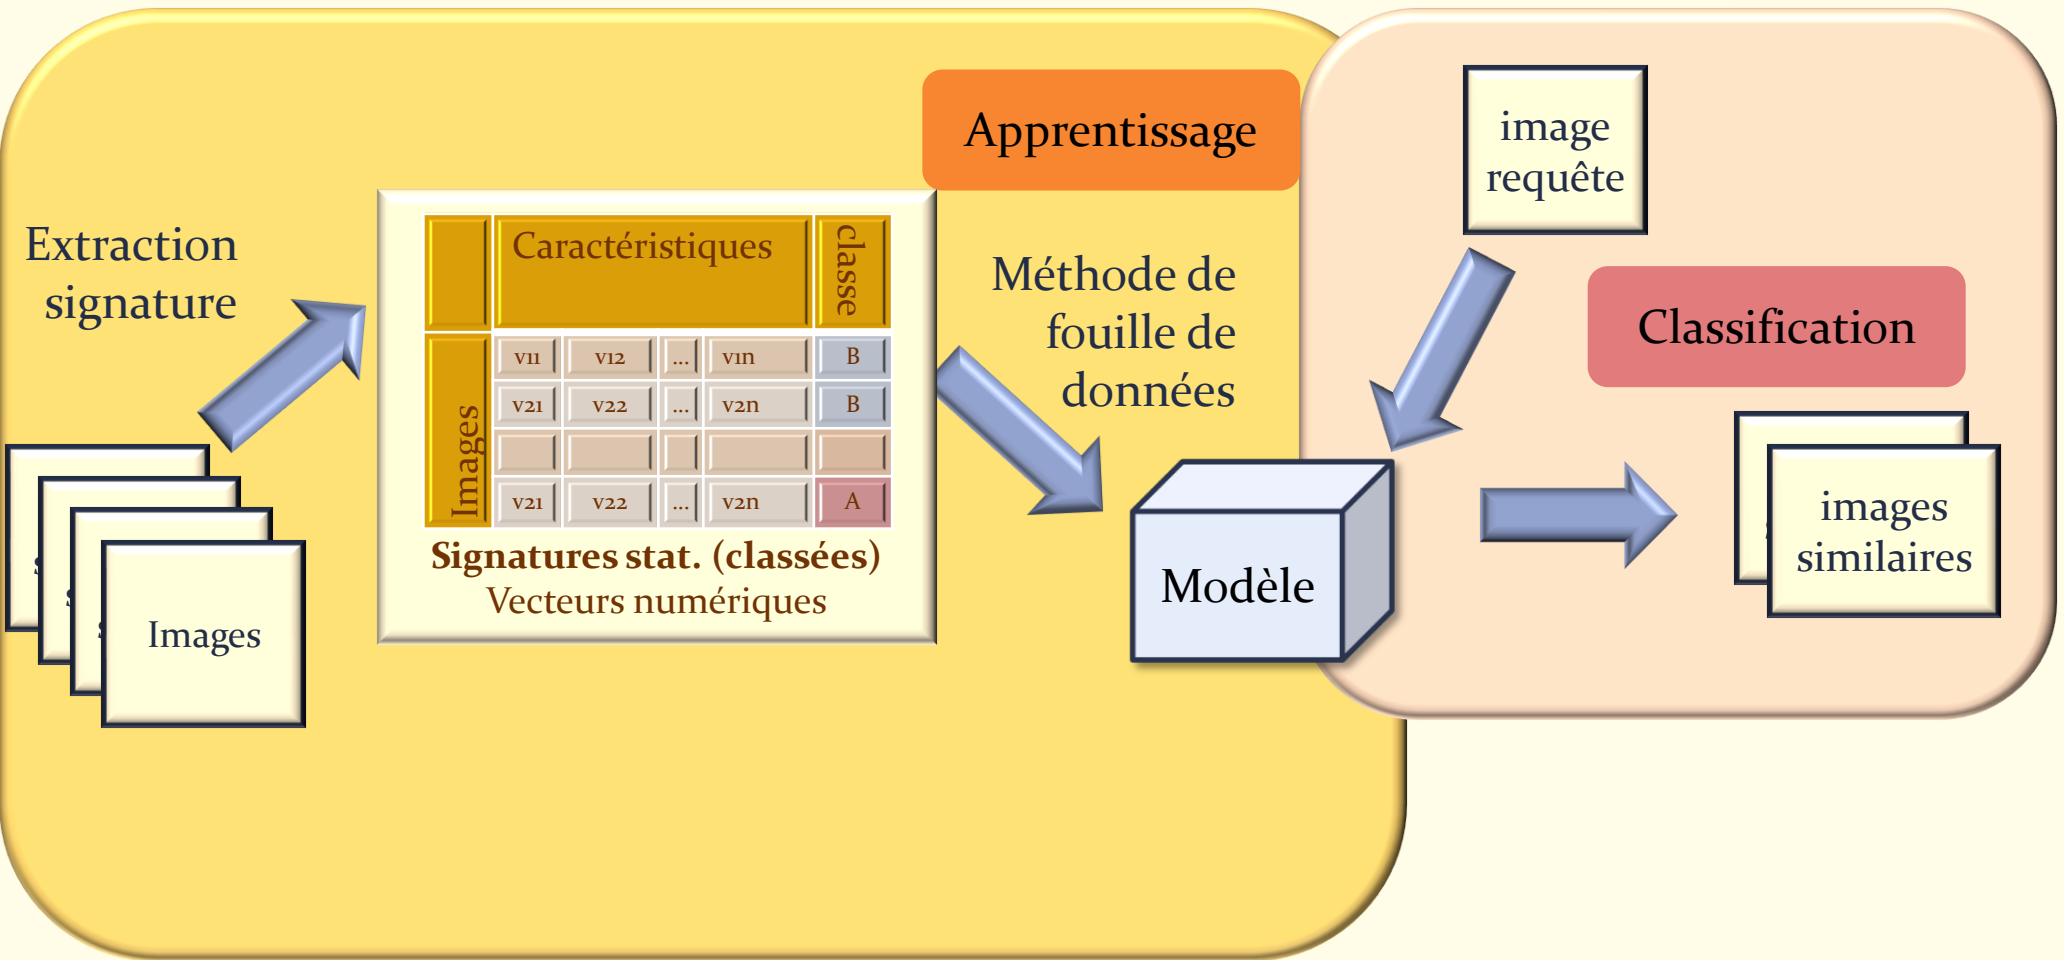 Apprentissage
Extraction
signature
Caractéristiques
classe
Images
v11 v12 ... v1n B
v21 v22 ... v2n B
v21 v22 ... v2n A
Signatures stat. (classées)
Vecteurs numériques
Images
Méthode de
fouille de
données
Modèle
image
requête
Classification
images
similaires